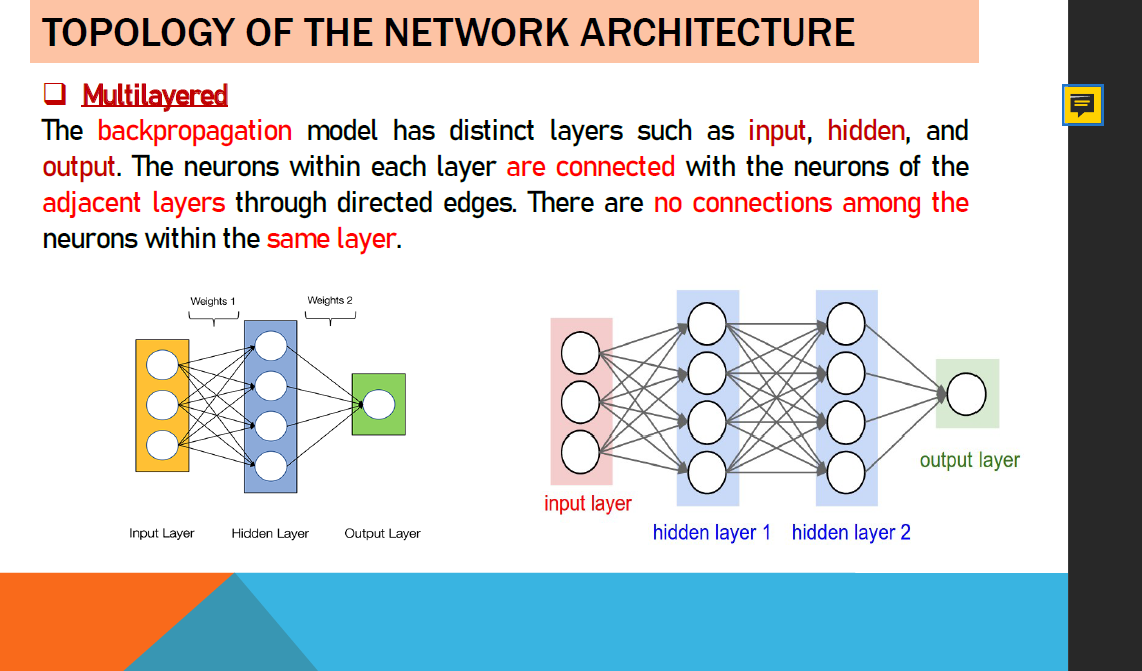 TOPOLOGY OF THE NETWORK ARCHITECTURE
Multilayered
The backpropagation model has distinct layers such as input, hidden, and
output. The neurons within each layer are connected with the neurons of the
adjacent layers through directed edges. There are no connections among the
neurons within the same layer.
Weights 1
Weights 2
Input Layer
Hidden Layer
Output Layer
input layer
hidden layer 1
hidden layer 2
output layer